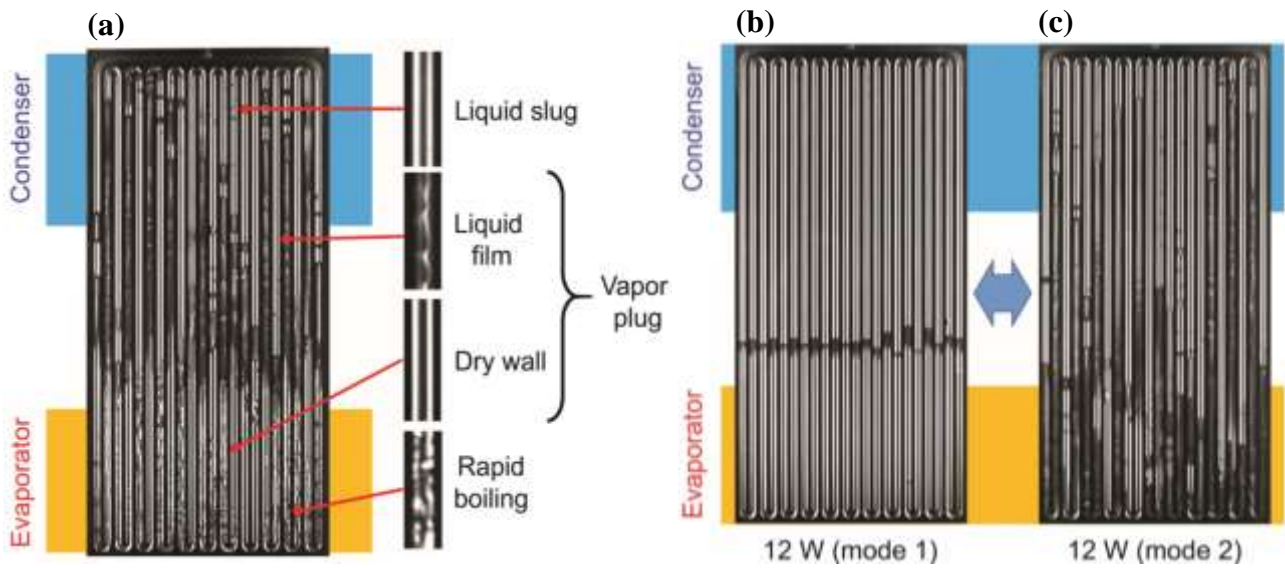 (a)
Condenser
Evaporator
Liquid slug
Liquid
film
Dry wall
Rapid
boiling
Vapor
plug
(b)
(c)
Condenser
Evaporator
12 W (mode 1)
12 W (mode 2)